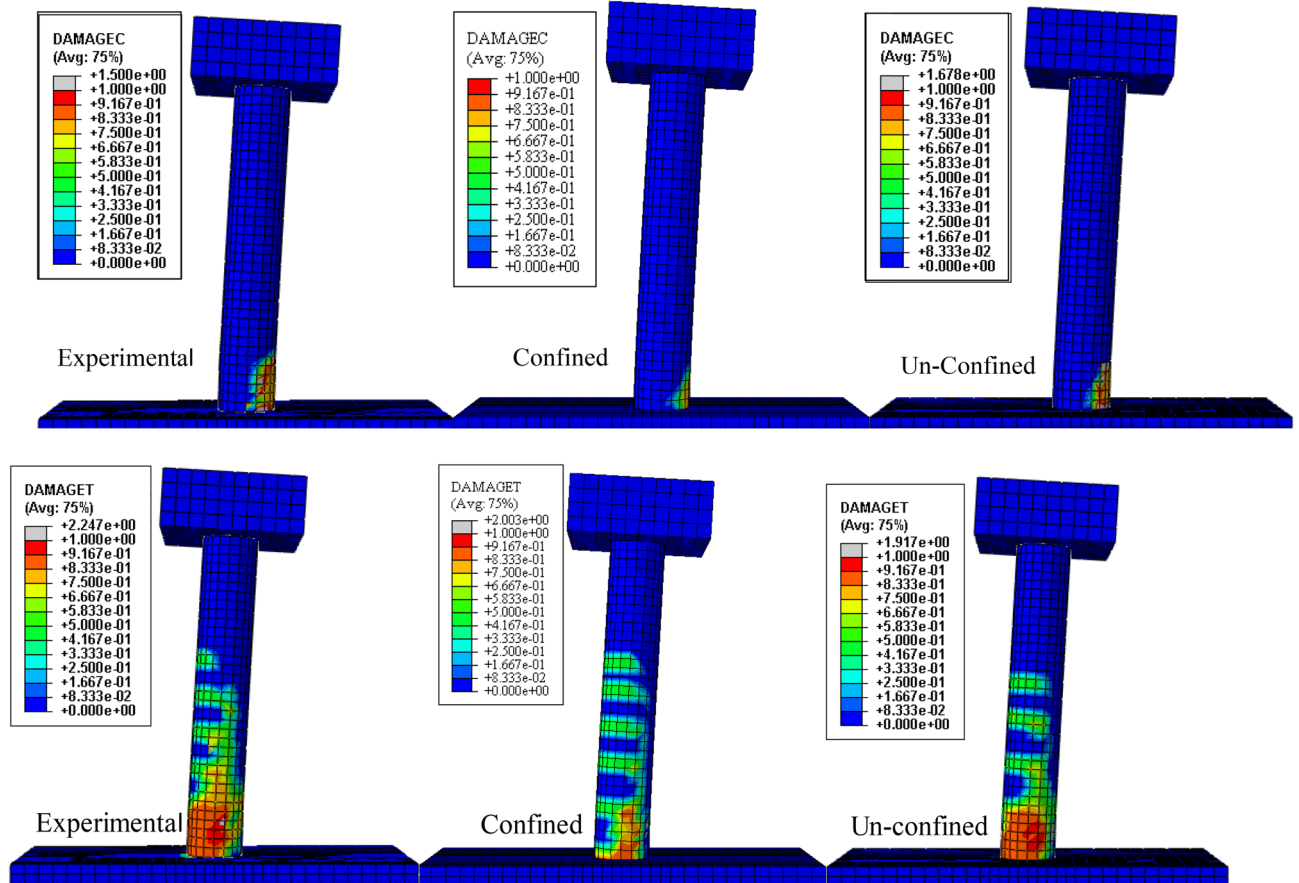 DAMAGEC
(Avg: 75%)
+1.500e+00
+1.000e+00
+9.167e-01
+8.333e-01
+7.500e-01
+6.667e-01
+5.833e-01
+5.000e-01
+4.167e-01
+3.333e-01
+2.500e-01
+1.667e-01
+8.333e-02
+0.000e+00
Experimental
DAMAGEC
(Avg: 75%)
+1.000e+00
+9.167e-01
+8.333e-01
+7.500e-01
+6.667e-01
+5.833e-01
+5.000e-01
+4.167e-01
+3.333e-01
+2.500e-01
+1.667e-01
+8.333e-02
+0.000e+00
Confined
DAMAGEC
(Avg: 75%)
+1.678e+00
+1.000e+00
+9.167e-01
+8.333e-01
+7.500e-01
+6.667e-01
+5.833e-01
+5.000e-01
+4.167e-01
+3.333e-01
+2.500e-01
+1.667e-01
+8.333e-02
+0.000e+00
Un-Confined
DAMAGET
(Avg: 75%)
+2.247e+00
+1.000e+00
+9.167e-01
+8.333e-01
+7.500e-01
+6.667e-01
+5.833e-01
+5.000e-01
+4.167e-01
+3.333e-01
+2.500e-01
+1.667e-01
+8.333e-02
+0.000e+00
Experimental
DAMAGET
(Avg: 75%)
+2.003e+00
+1.000e+00
+9.167e-01
+8.333e-01
+7.500e-01
+6.667e-01
+5.833e-01
+5.000e-01
+4.167e-01
+3.333e-01
+2.500e-01
+1.667e-01
+8.333e-02
+0.000e+00
Confined
DAMAGET
(Avg: 75%)
+1.917e+00
+1.000e+00
+9.167e-01
+8.333e-01
+7.500e-01
+6.667e-01
+5.833e-01
+5.000e-01
+4.167e-01
+3.333e-01
+2.500e-01
+1.667e-01
+8.333e-02
+0.000e+00
Un-confined